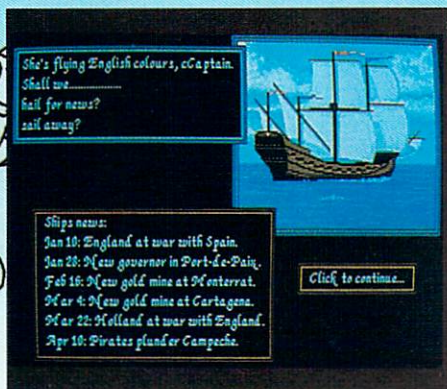 She's flying English colours, cCaptain.
Shall we..................
hail for news?
sail away?
Ships news:
Jan 10: England at war with Spain.
Jan 28: New governor in Port-de-Paix.
Feb 16: New gold mine at Monterrat.
Mar 4: New gold mine at Cartagena.
Mar 22: Holland at war with England.
Apr 10: Pirates plunder Campeche.
Click to continue...